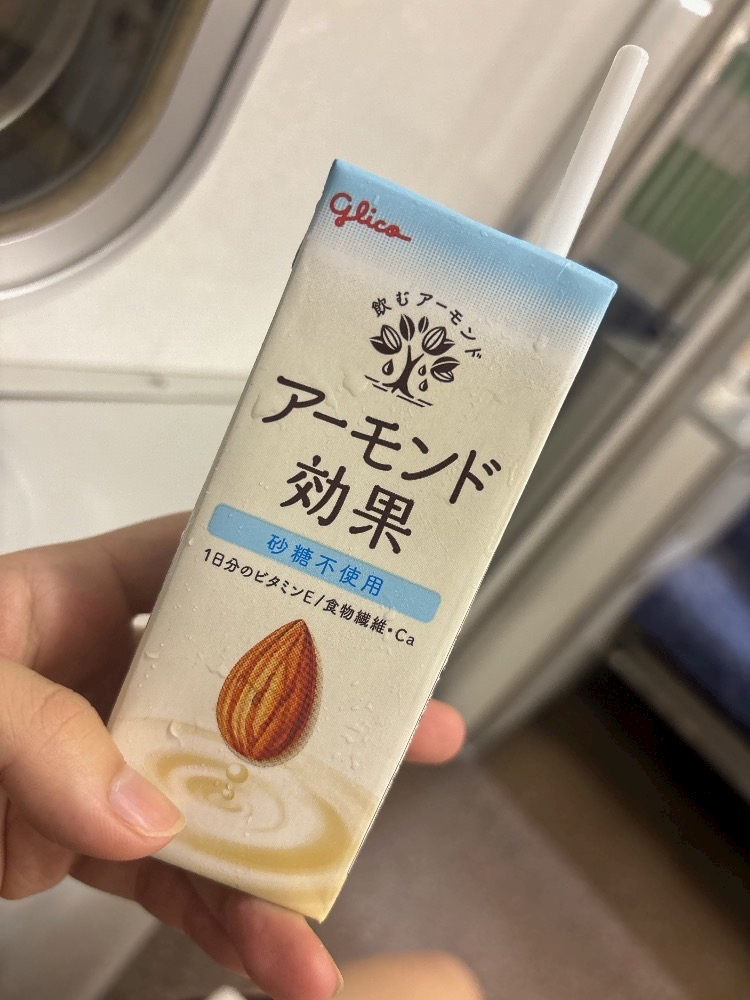 Glico
飲むアーモンド
アーモンド
効果
砂糖不使用
1日分のビタミンE/食物繊維・Ca